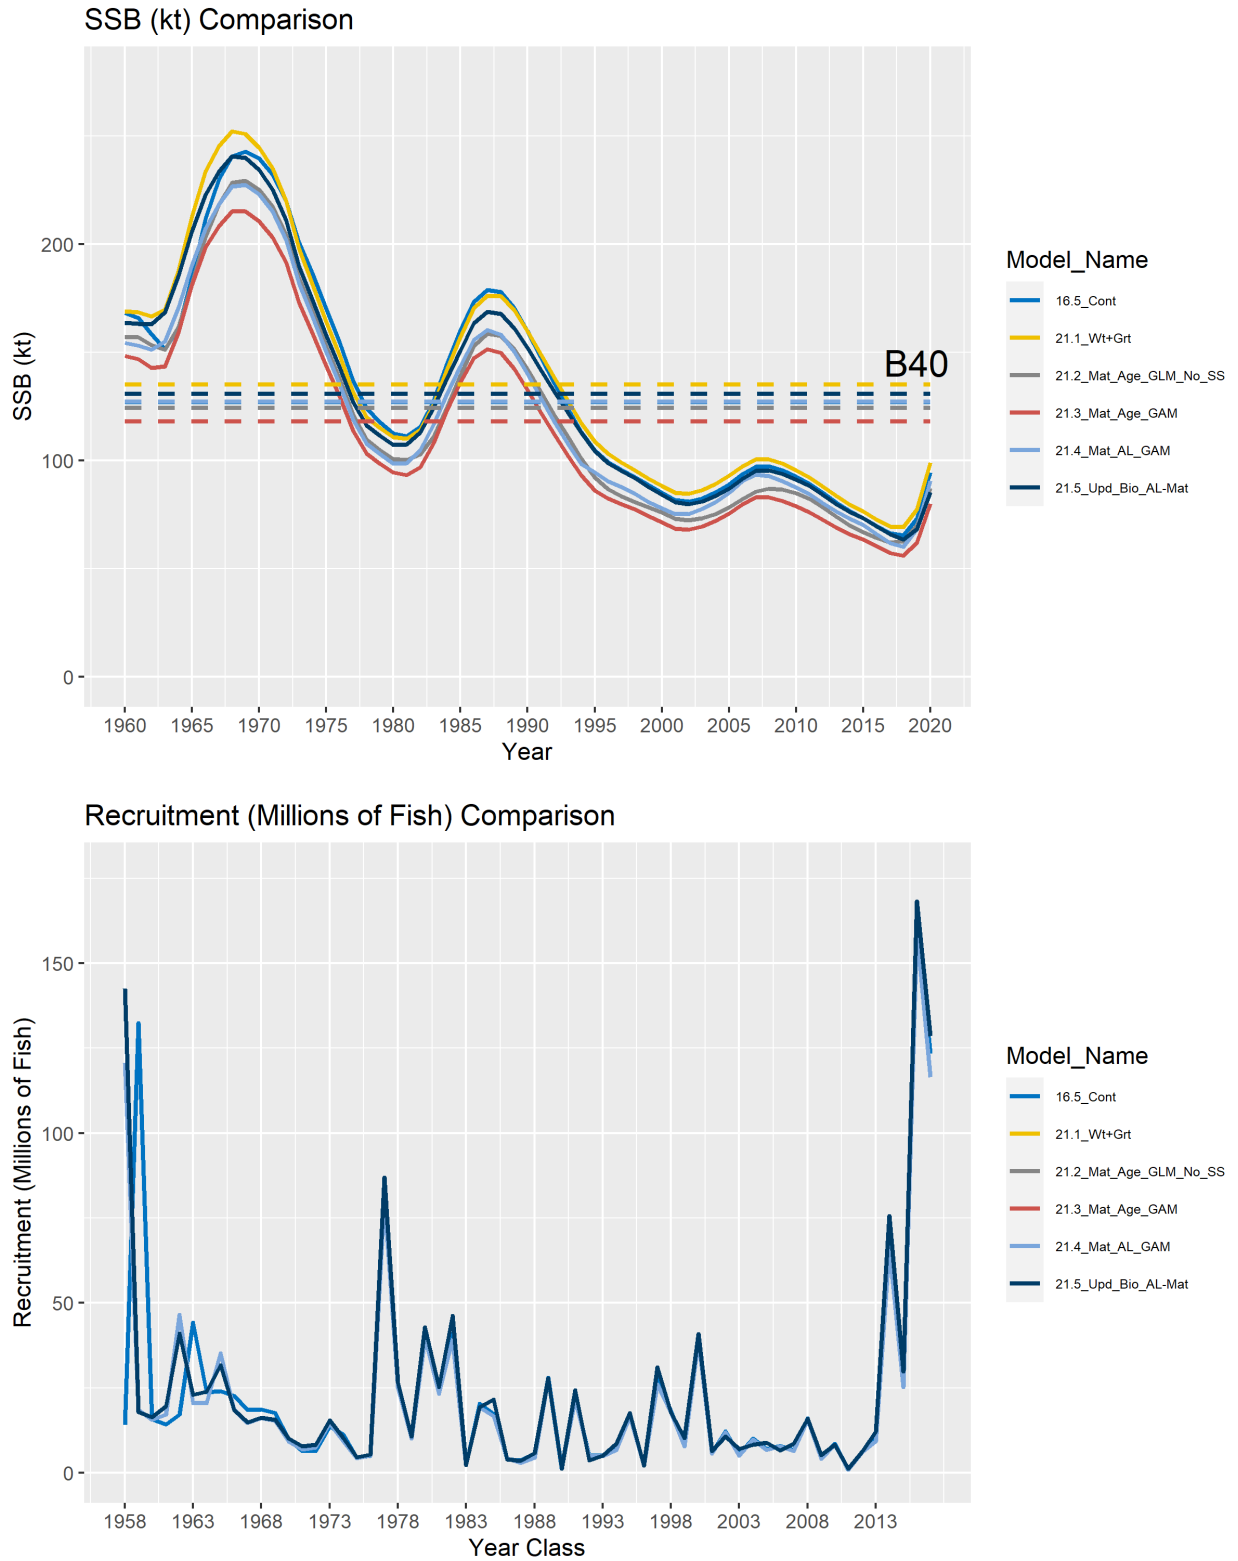 SSB (kt) Comparison
SSB (kt)
200
100
0
B40
1960 1965 1970 1975 1980 1985 1990 1995 2000 2005 2010 2015 2020
Year
Model_Name
16.5_Cont
21.1_Wt+Grt
21.2_Mat_Age_GLM_No_SS
21.3_Mat_Age_GAM
21.4_Mat_AL_GAM
21.5_Upd_Bio_AL-Mat
Recruitment (Millions of Fish) Comparison
Recruitment (Millions of Fish)
150
100
50
0
1958 1963 1968 1973 1978 1983 1988 1993 1998 2003 2008 2013
Year Class
Model_Name
16.5_Cont
21.1_Wt+Grt
21.2_Mat_Age_GLM_No_SS
21.3_Mat_Age_GAM
21.4_Mat_AL_GAM
21.5_Upd_Bio_AL-Mat